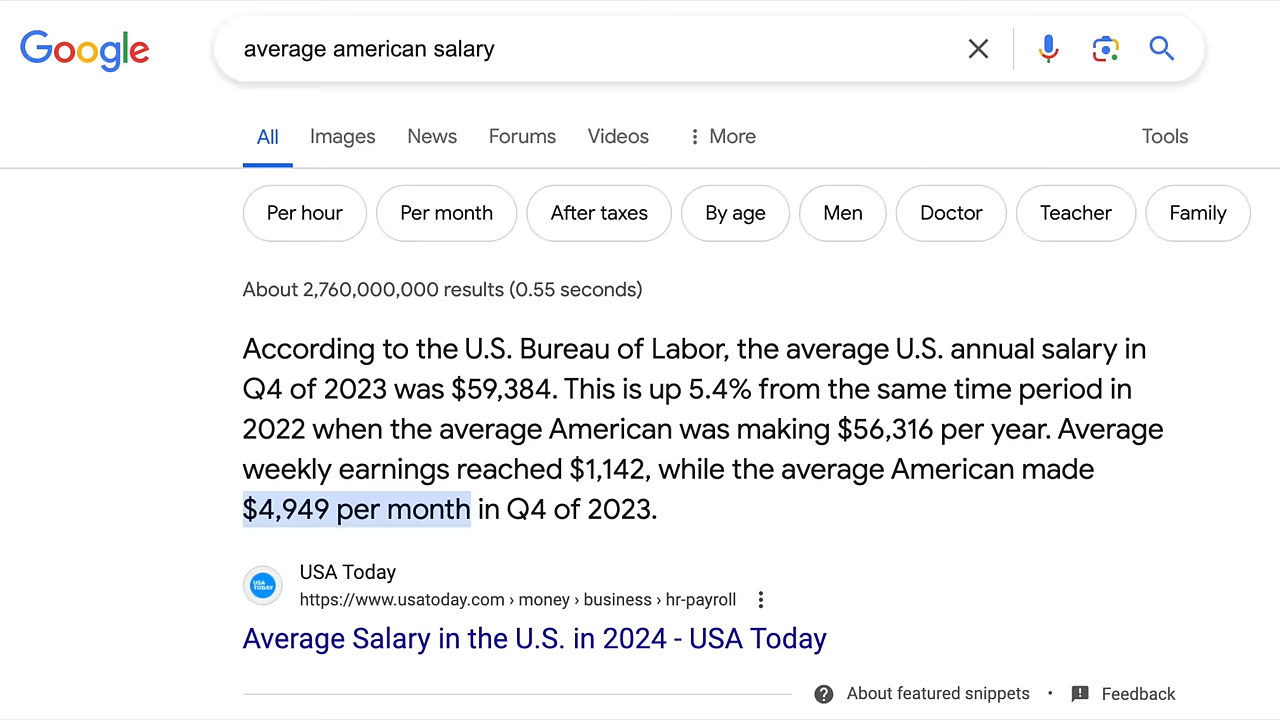 Google
average american salary
All Images News Forums Videos More Tools
Per hour Per month After taxes By age Men Doctor Teacher Family
About 2,760,000,000 results (0.55 seconds)
According to the U.S. Bureau of Labor, the average U.S. annual salary in
Q4 of 2023 was $59,384. This is up 5.4% from the same time period in
2022 when the average American was making $56,316 per year. Average
weekly earnings reached $1,142, while the average American made
$4,949 per month in Q4 of 2023.
USA TODAY
USA Today
https://www.usatoday.com › money › business › hr-payroll
Average Salary in the U.S. in 2024 - USA Today
About featured snippets • Feedback